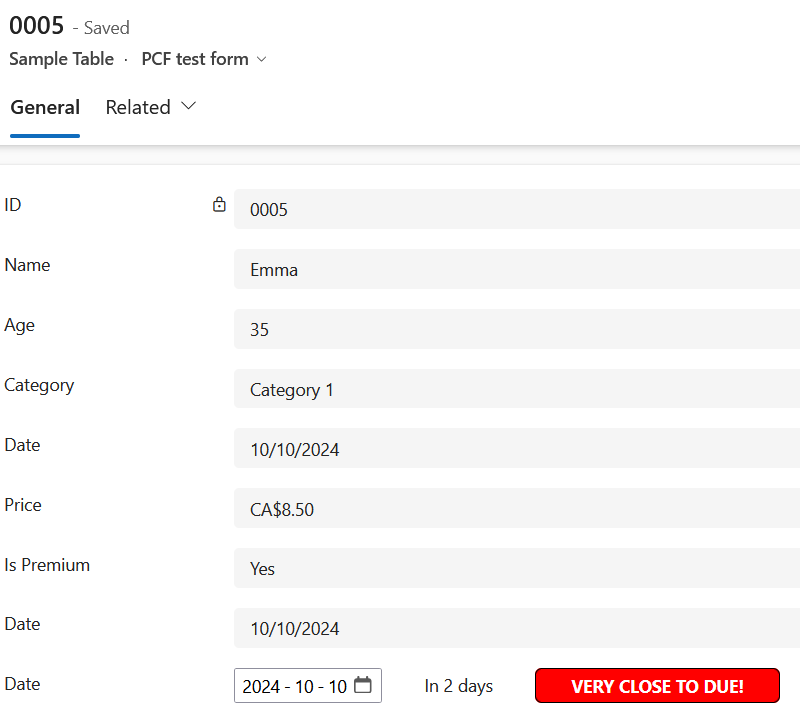 0005 - Saved
Sample Table · PCF test form
General Related
ID 0005
Name Emma
Age 35
Category Category 1
Date 10/10/2024
Price CA$8.50
Is Premium Yes
Date 10/10/2024
Date 2024 - 10 - 10 In 2 days VERY CLOSE TO DUE!